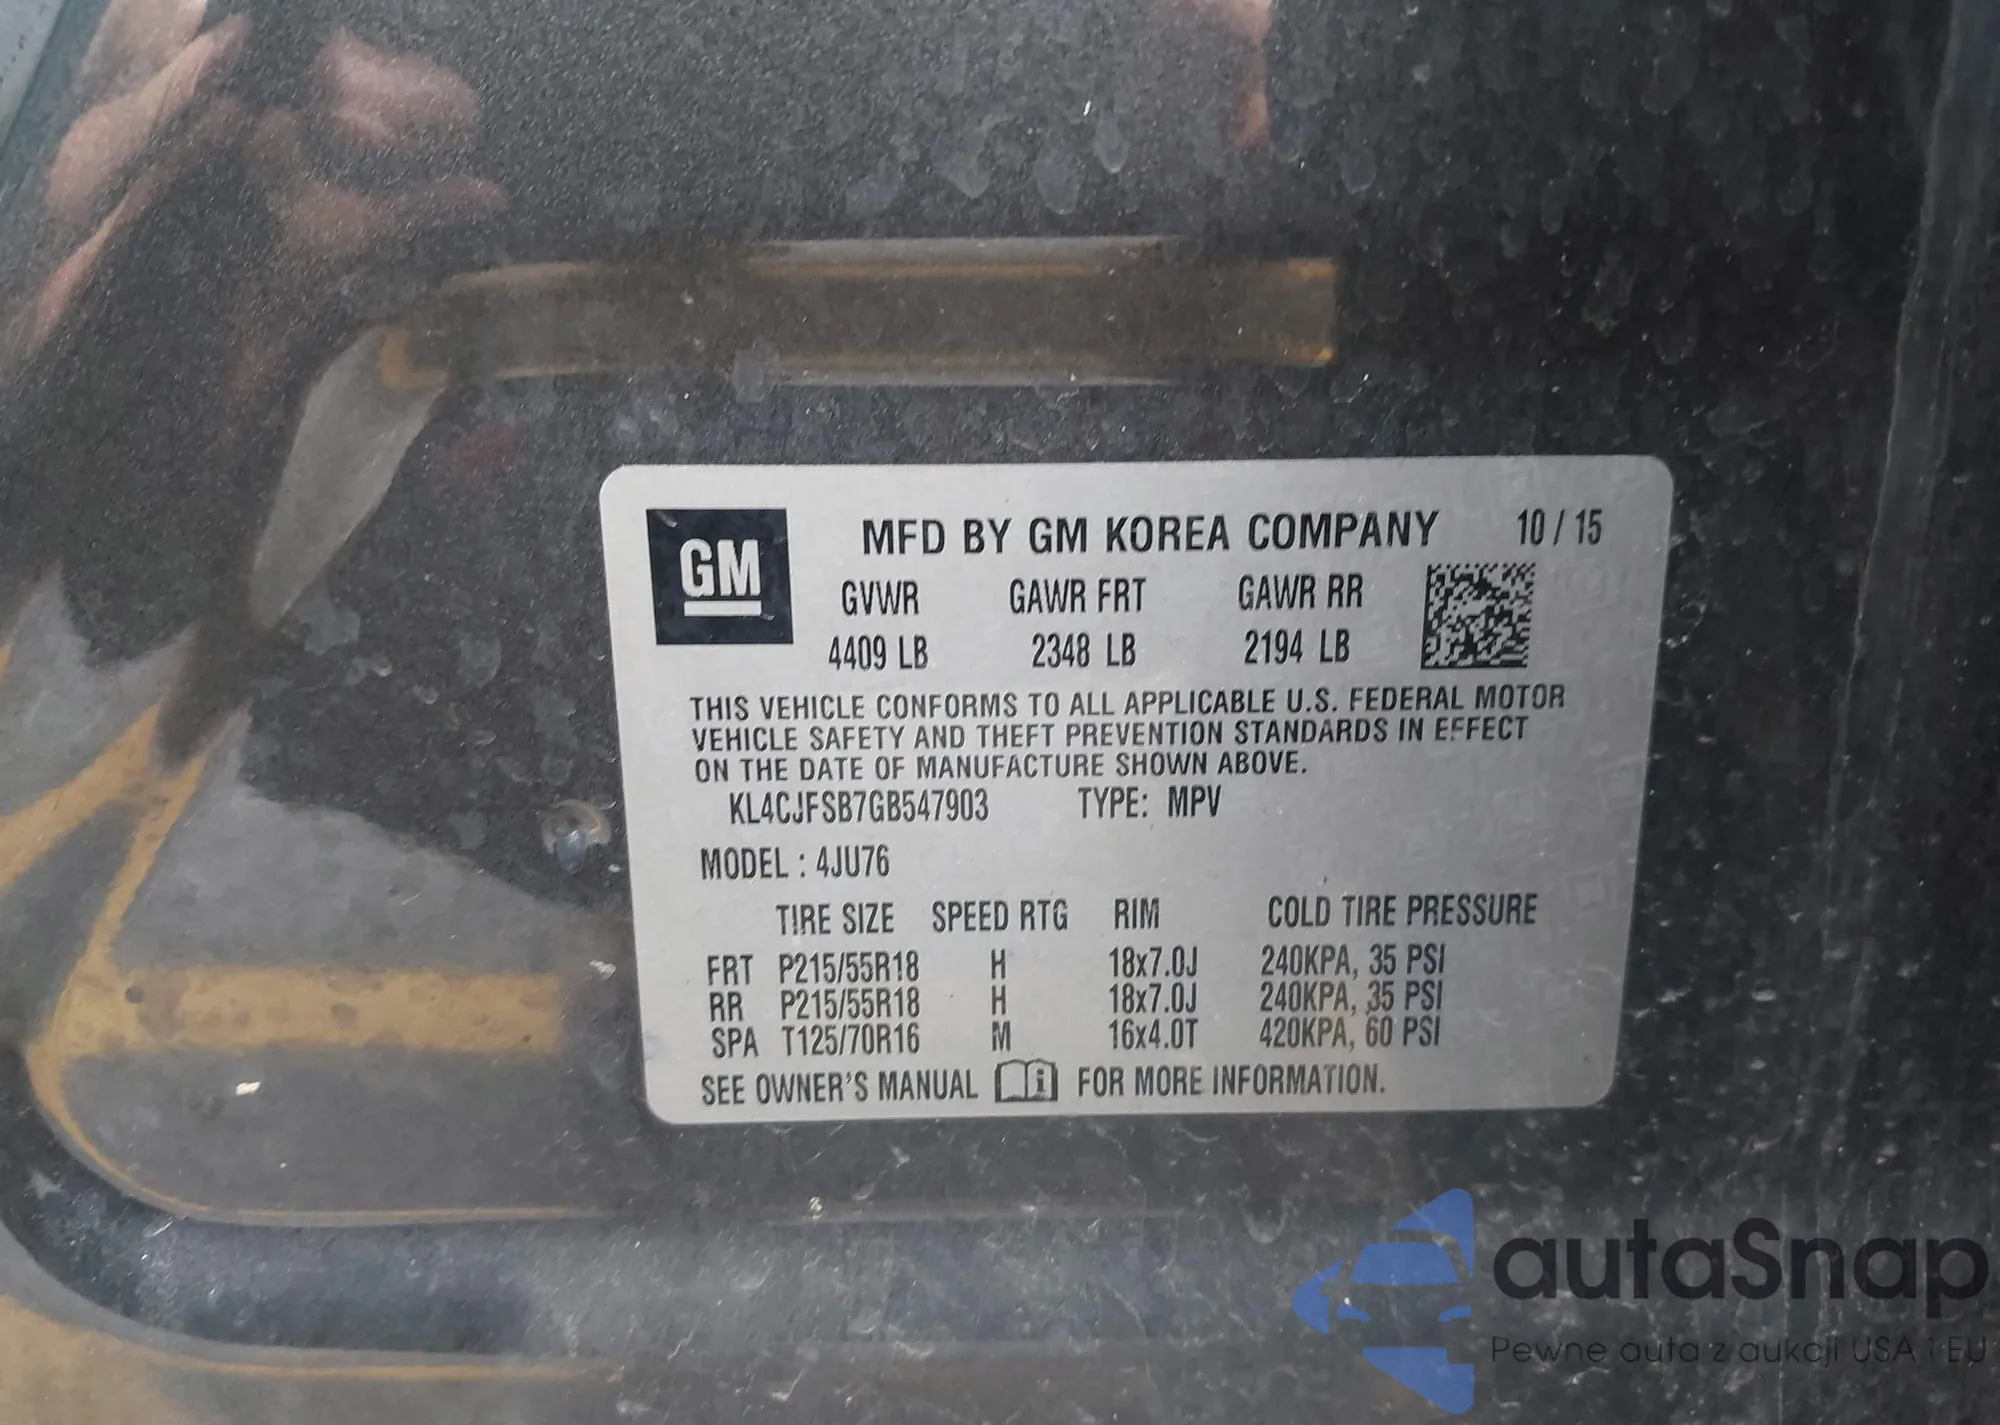 GM
MFD BY GM KOREA COMPANY 10 / 15
GVWR GAWR FRT GAWR RR
4409 LB 2348 LB 2194 LB
THIS VEHICLE CONFORMS TO ALL APPLICABLE U.S. FEDERAL MOTOR
VEHICLE SAFETY AND THEFT PREVENTION STANDARDS IN EFFECT
ON THE DATE OF MANUFACTURE SHOWN ABOVE.
KL4CJFSB7GB547903 TYPE: MPV
MODEL : 4JU76
TIRE SIZE SPEED RTG RIM COLD TIRE PRESSURE
FRT P215/55R18 H 18x7.0J 240KPA, 35 PSI
RR P215/55R18 H 18x7.0J 240KPA, 35 PSI
SPA T125/70R16 M 16x4.0T 420KPA, 60 PSI
SEE OWNER'S MANUAL FOR MORE INFORMATION.
autaSnap
Pewne auta z aukcji USA i EU